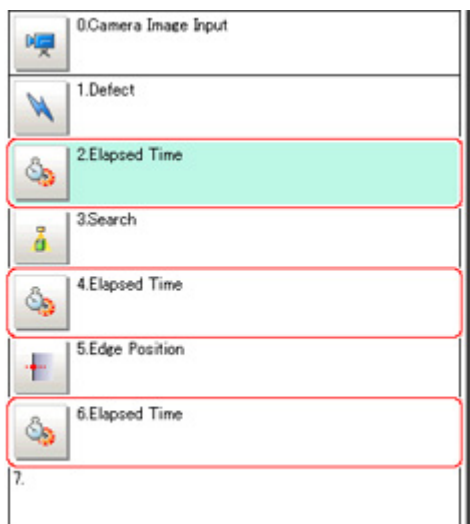 0.Camera Image Input
1.Defect
2.Elapsed Time
3.Search
4.Elapsed Time
5.Edge Position
6.Elapsed Time
7.